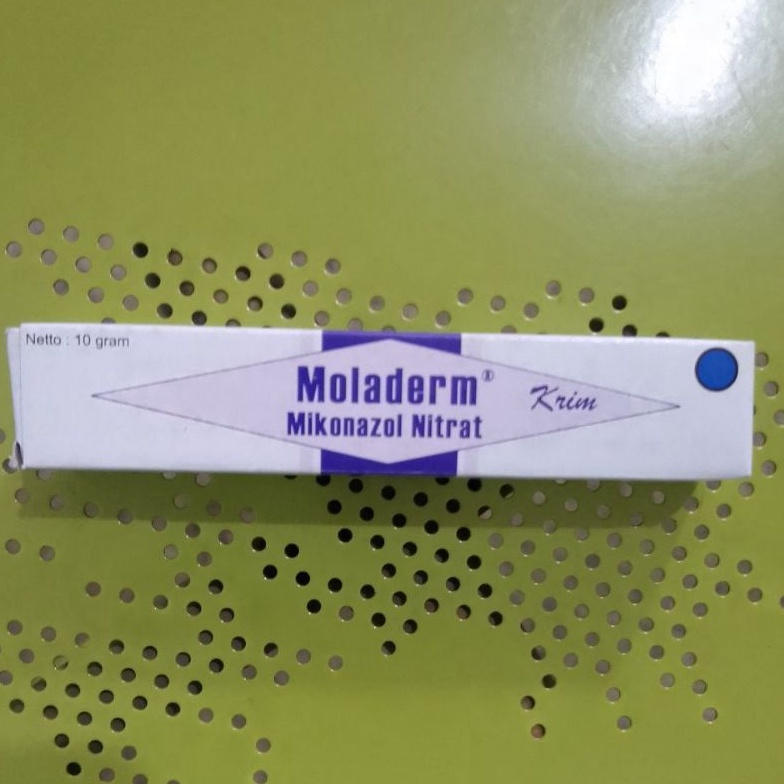 Netto : 10 gram
Moladerm®
Krim
Mikonazol Nitrat